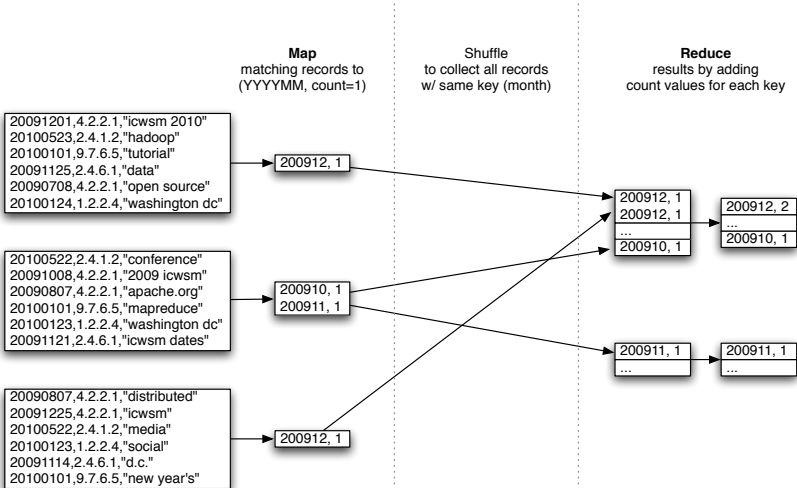 Map
matching records to
(YYYYMM, count=1)
Shuffle
to collect all records
w/ same key (month)
Reduce
results by adding
count values for each key
20091201,4.2.2.1,"icwsm 2010"
20100523,2.4.1.2,"hadoop"
20100101,9.7.6.5,"tutorial"
20091125,2.4.6.1,"data"
20090708,4.2.2.1,"open source"
20100124,1.2.2.4,"washington dc"
200912, 1
20100522,2.4.1.2,"conference"
20091008,4.2.2.1,"2009 icwsm"
20090807,4.2.2.1,"apache.org"
20100101,9.7.6.5,"mapreduce"
20100123,1.2.2.4,"washington dc"
20091121,2.4.6.1,"icwsm dates"
200910, 1
200911, 1
20090807,4.2.2.1,"distributed"
20091225,4.2.2.1,"icwsm"
20100522,2.4.1.2,"media"
20100123,1.2.2.4,"social"
20091114,2.4.6.1,"d.c."
20100101,9.7.6.5,"new year's"
200912, 1
200912, 1
200912, 1
...
200910, 1
200912, 2
...
200910, 1
200911, 1
...
200911, 1
...